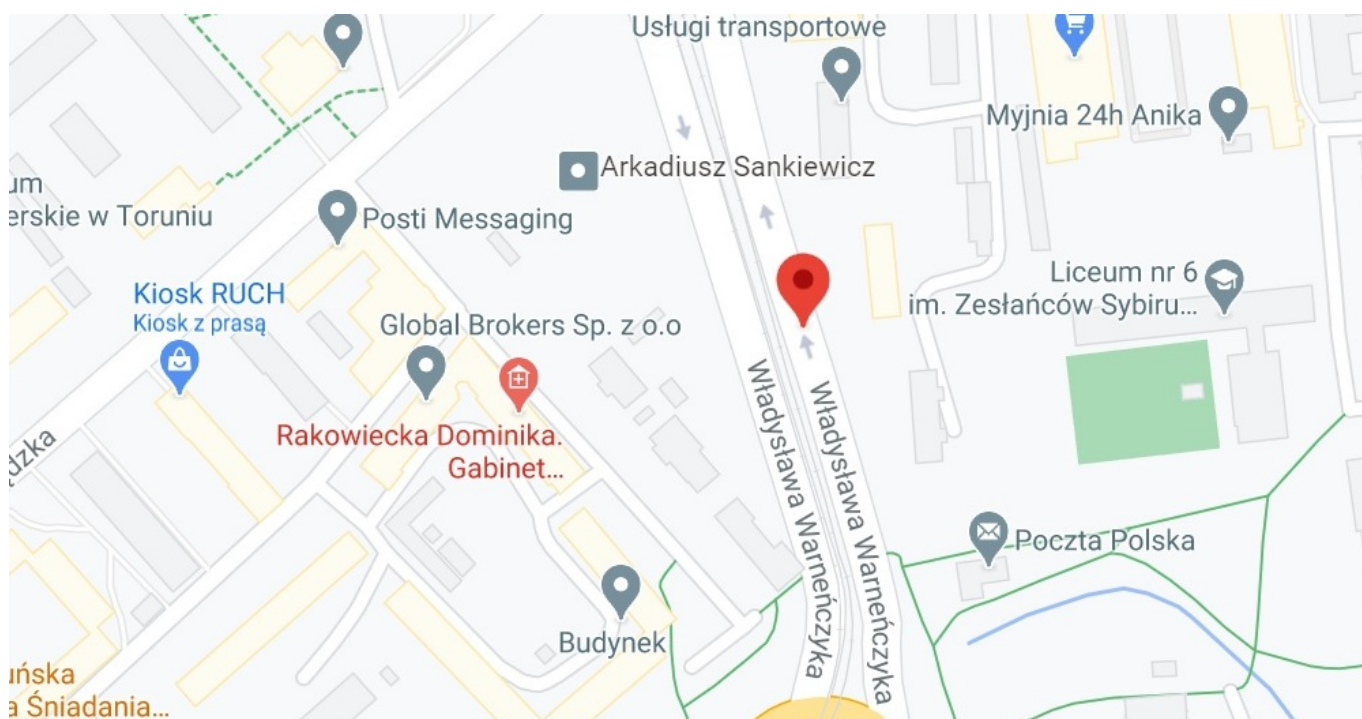 Usługi transportowe
Myjnia 24h Anika
Arkadiusz Sankiewicz
um
erskie w Toruniu
Posti Messaging
Liceum nr 6
im. Zesłańców Sybiru...
Kiosk RUCH
Kiosk z prasą
Global Brokers Sp. z o.o
Władysława Warneńczyka
Władysława Warneńczyka
Rakowiecka Dominika.
Gabinet...
dzka
Poczta Polska
Budynek
uńska
a Śniadania...